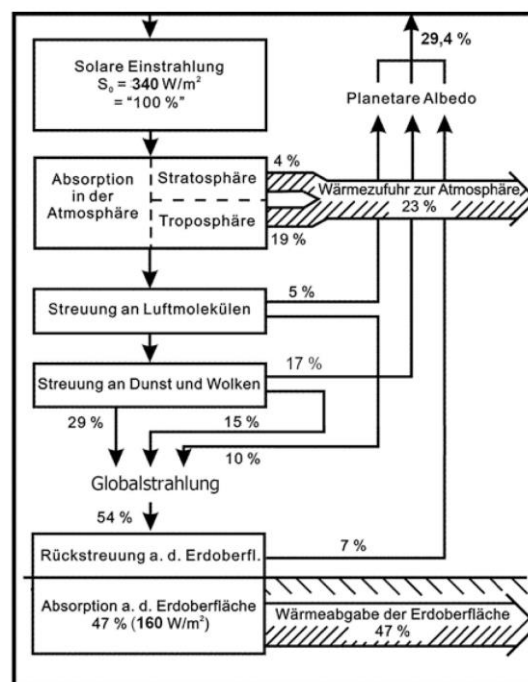 29,4 %
Solare Einstrahlung
S₀ = 340 W/m²
= "100 %"
Planetare Albedo
4 %
Absorption
in der
Atmosphäre
Stratosphäre
Troposphäre
Wärmezufuhr zur Atmosphäre
23 %
19 %
5 %
Streuung an Luftmolekülen
17 %
Streuung an Dunst und Wolken
29 %
15 %
10 %
Globalstrahlung
54 %
Rückstreuung a. d. Erdoberfl.
7 %
Absorption a. d. Erdoberfläche
47 % (160 W/m²)
Wärmeabgabe der Erdoberfläche
47 %